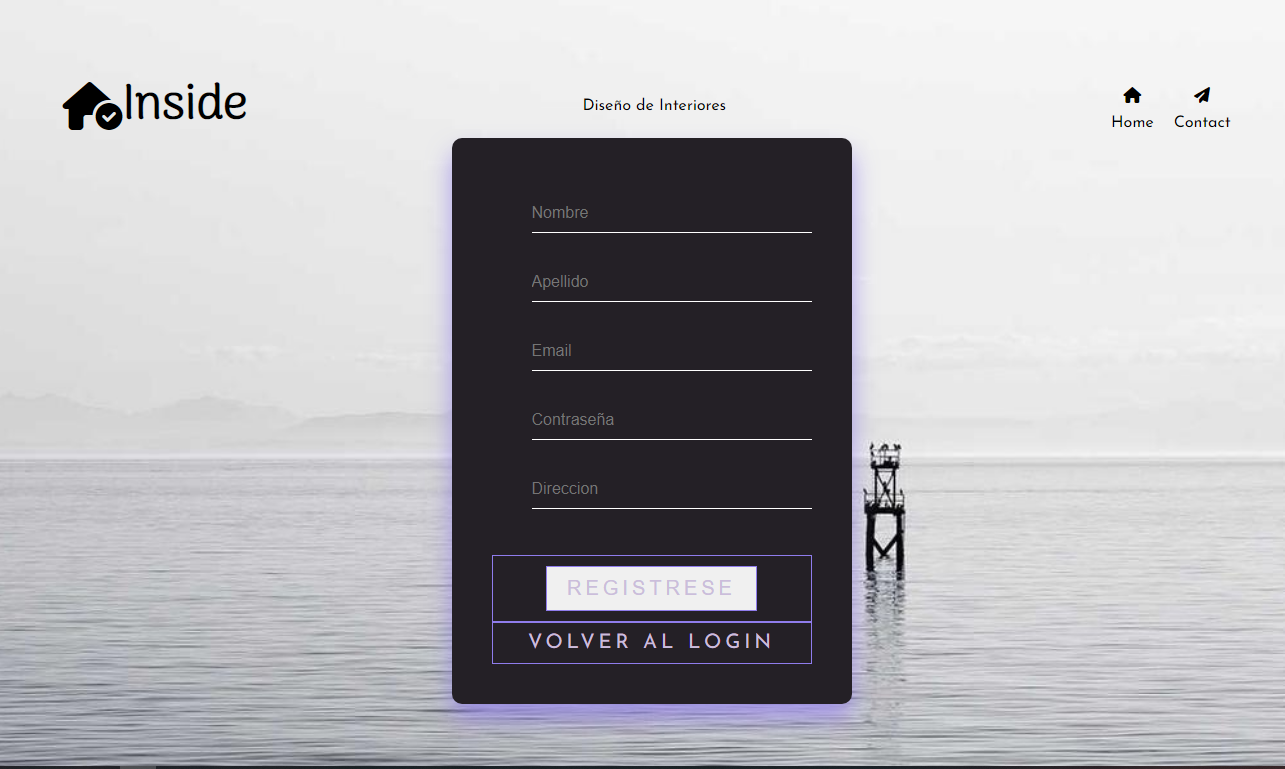 Inside
Diseño de Interiores
Home
Contact
Nombre
Apellido
Email
Contraseña
Direccion
REGISTRESE
VOLVER AL LOGIN